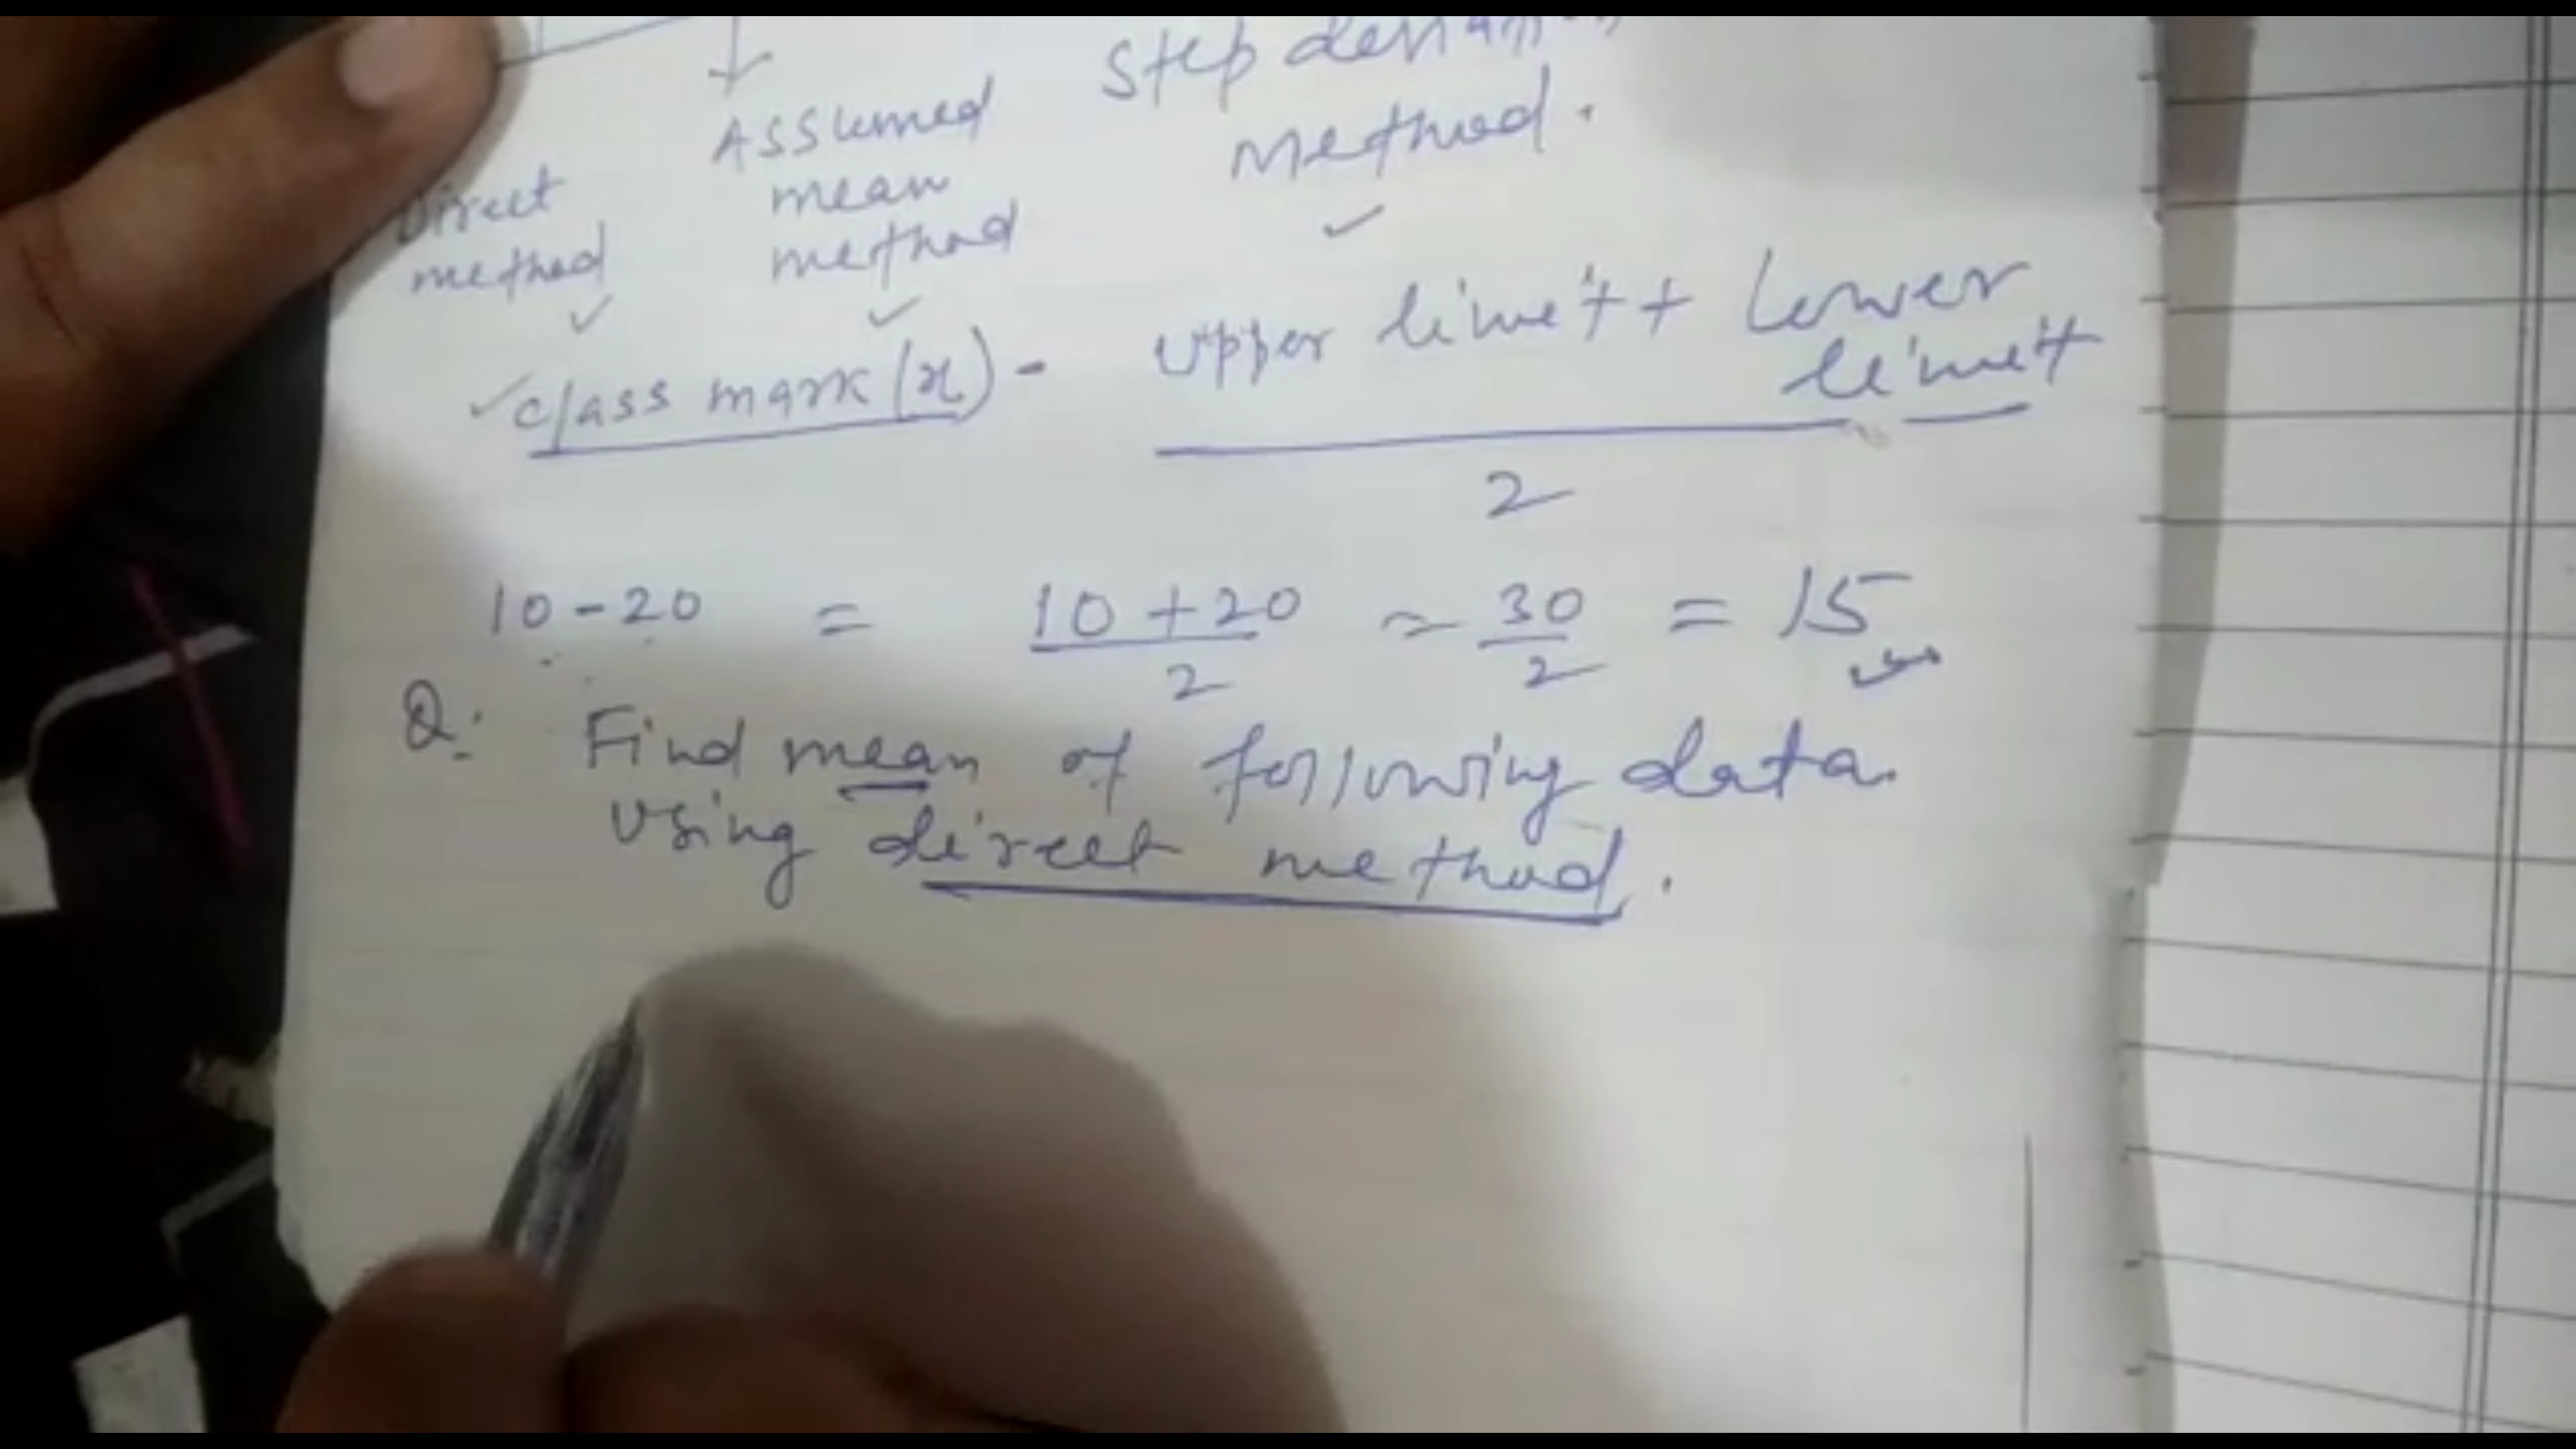 Step
Method.
Assumed
mean
method
Direct
method
class mark (x) - Upper limit + Lower
limit
2
10-20 = 10+20 = 30 = 15
2 2
Q: Find mean of following data
using direct method.